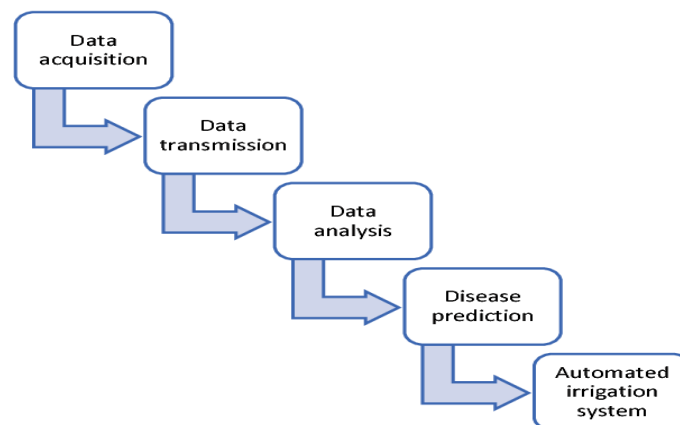 Data
acquisition
Data
transmission
Data
analysis
Disease
prediction
Automated
irrigation
system